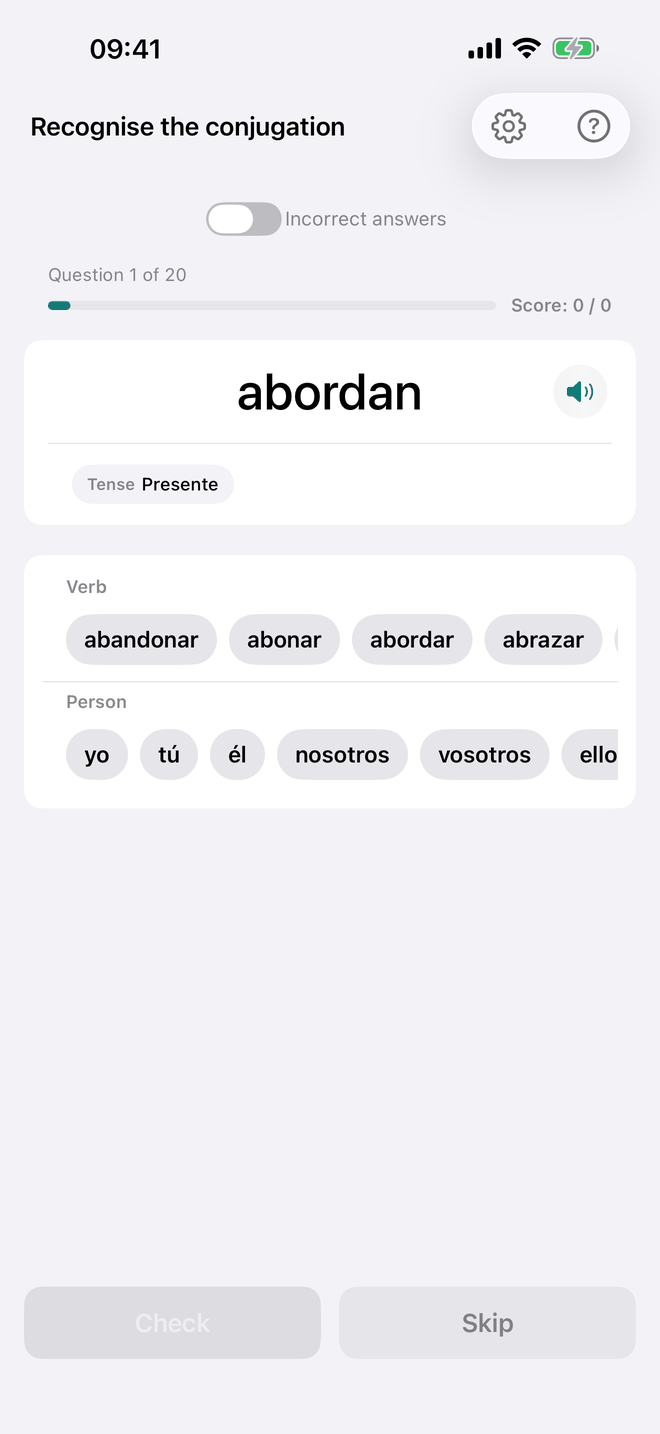 09:41
Recognise the conjugation
?
Incorrect answers
Question 1 of 20
Score: 0 / 0
abordan
Tense Presente
Verb
abandonar abonar abordar abrazar
Person
yo tú él nosotros vosotros ello
Check Skip